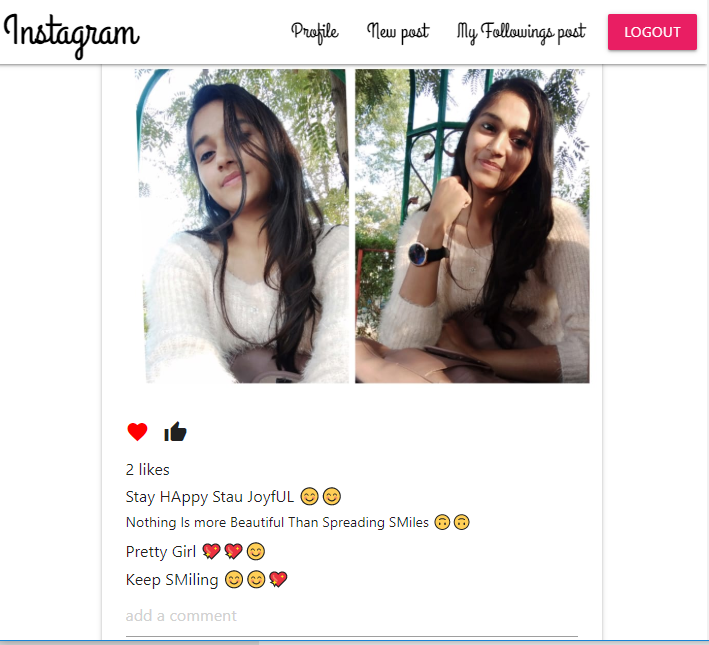 Instagram
Profile New post My Followings post LOGOUT
2 likes
Stay HAppy Stau JoyfUL 😊😊
Nothing Is more Beautiful Than Spreading SMiles 🙃🙃
Pretty Girl 💖💖😊
Keep SMiling 😊😊💖
add a comment